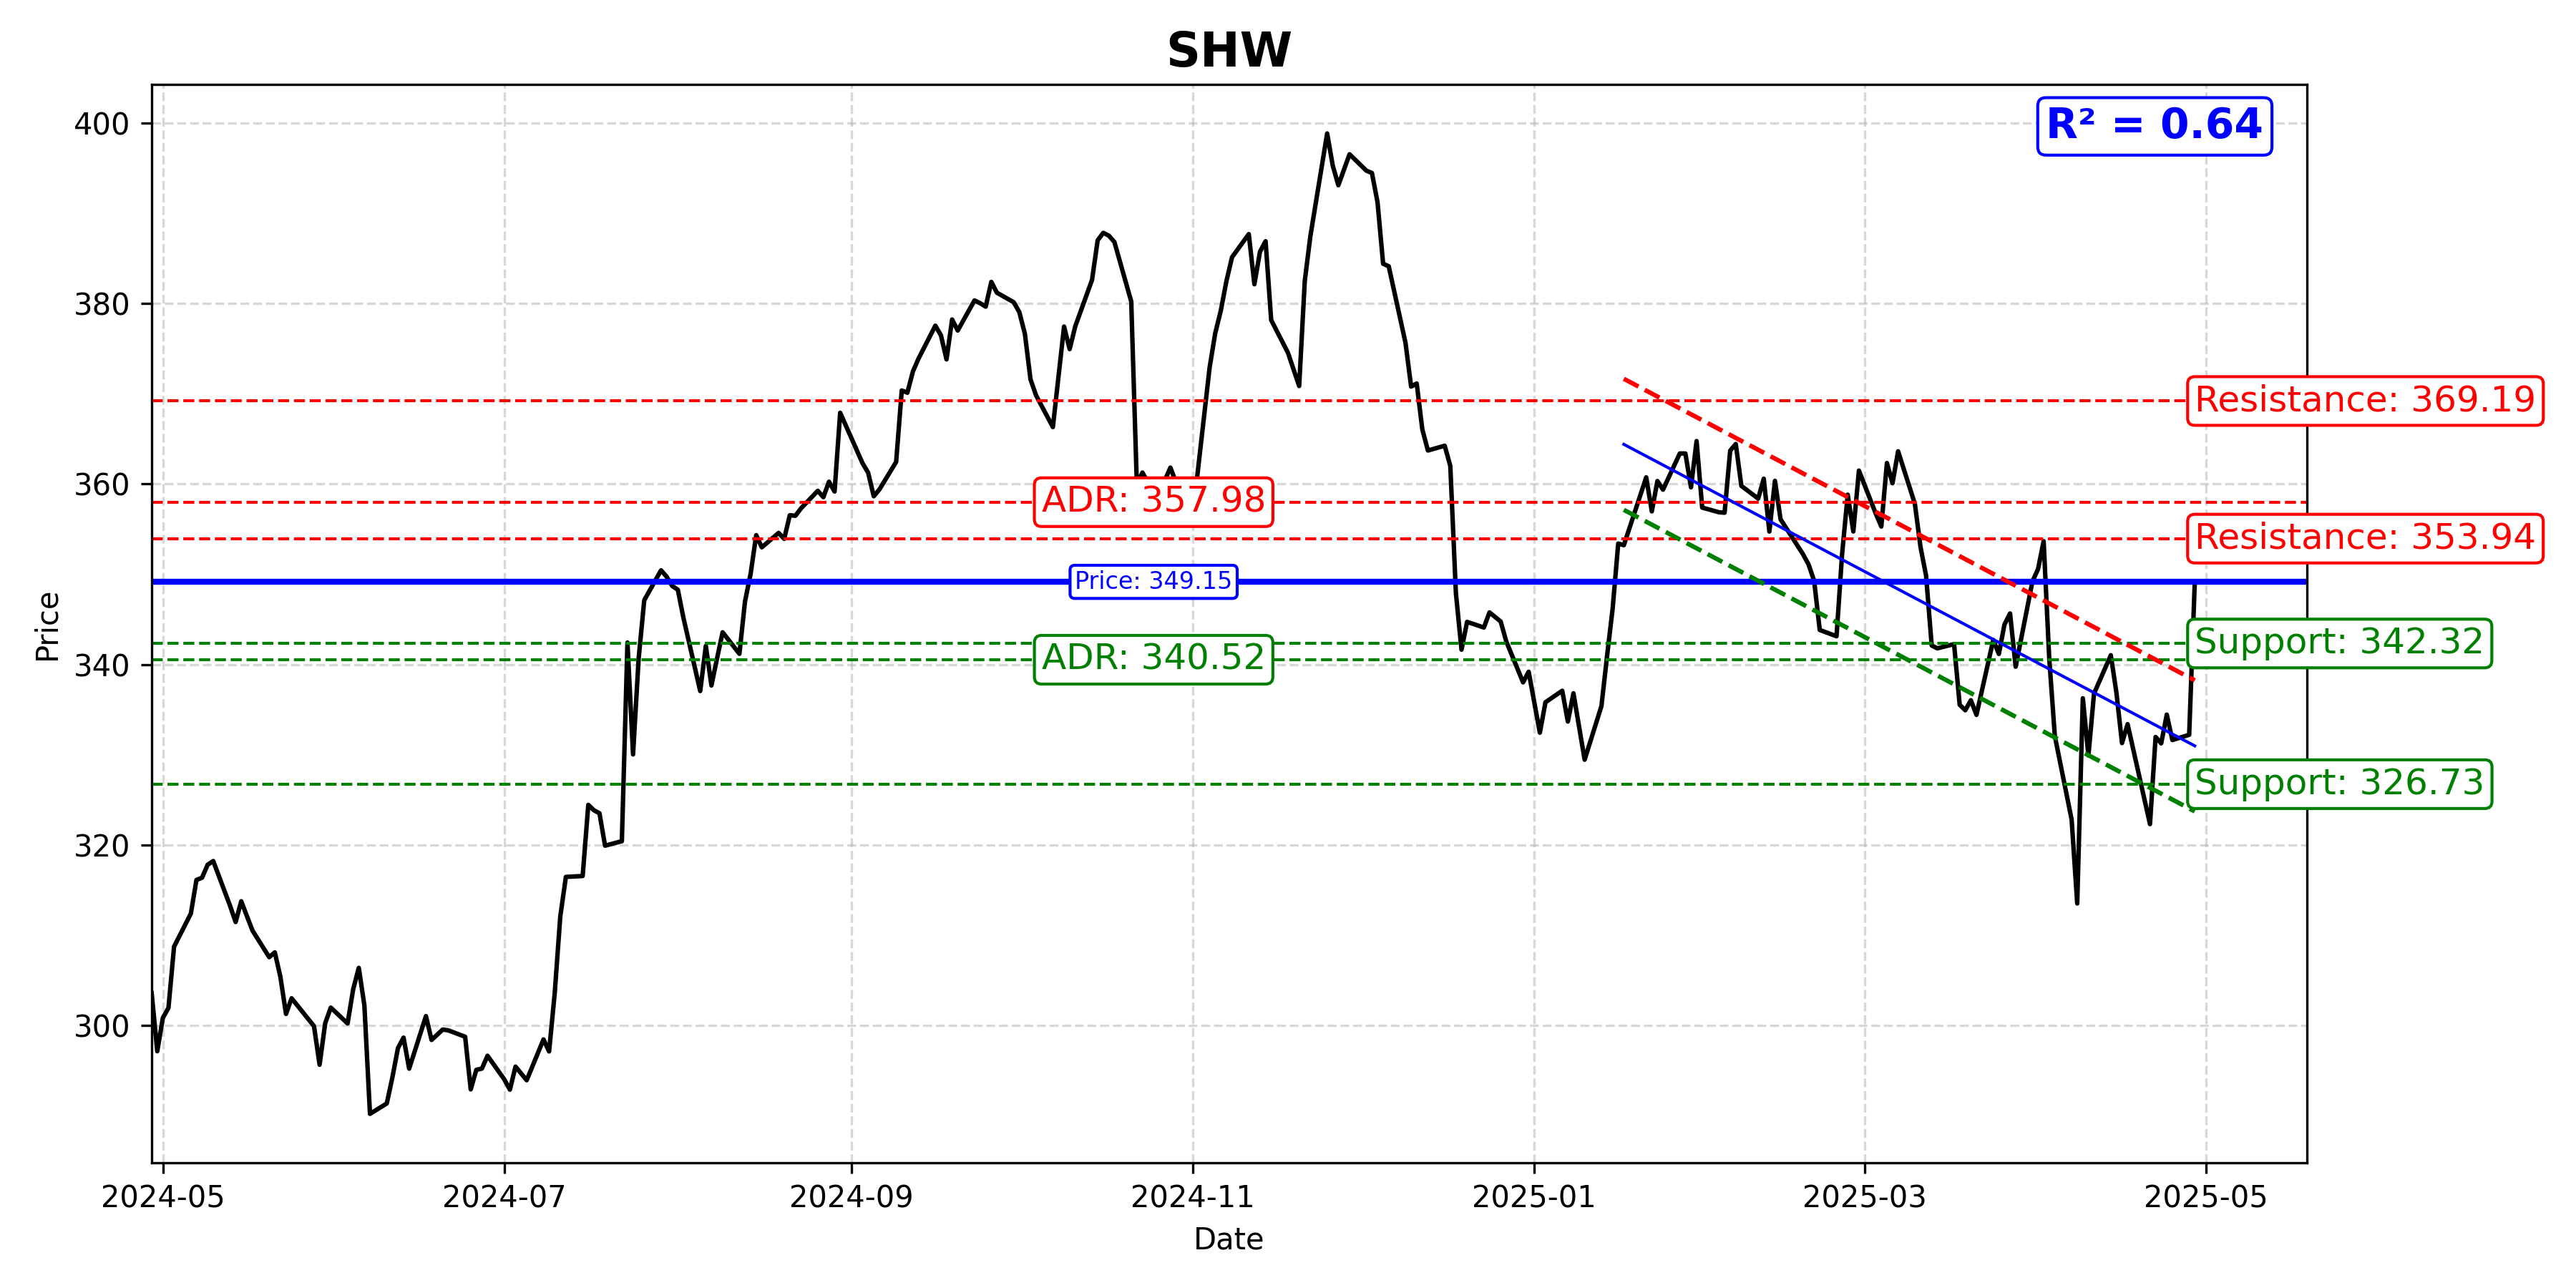 SHW
R² = 0.64
400
380
360
340
320
300
Price
Resistance: 369.19
ADR: 357.98
Resistance: 353.94
Price: 349.15
Support: 342.32
ADR: 340.52
Support: 326.73
2024-05
2024-07
2024-09
2024-11
2025-01
2025-03
2025-05
Date